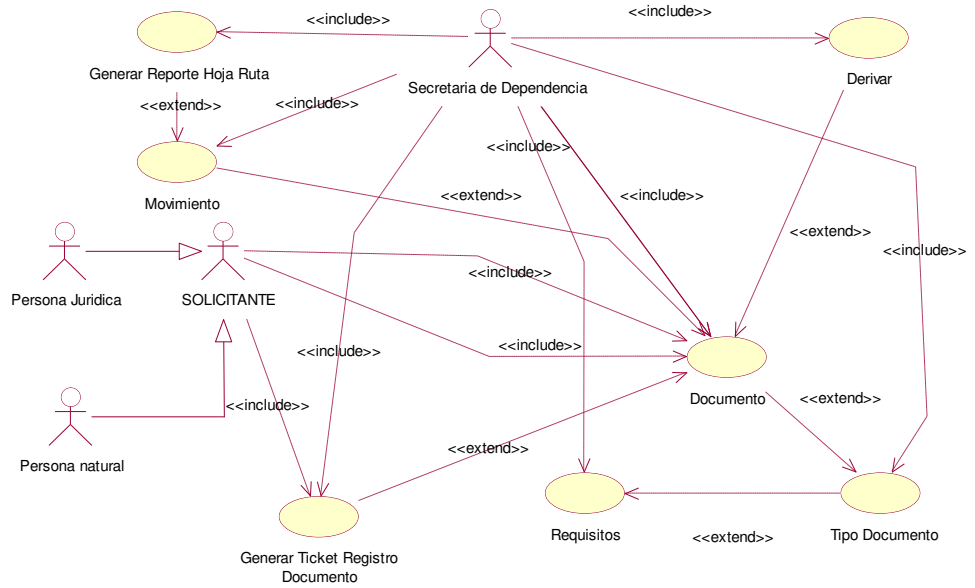 <<include>>
<<include>>
Generar Reporte Hoja Ruta
Secretaria de Dependencia
Derivar
<<extend>>
<<include>>
<<include>>
<<extend>>
<<include>>
Movimiento
<<extend>>
<<include>>
<<include>>
Persona Juridica
SOLICITANTE
<<include>>
<<include>>
<<extend>>
Documento
<<include>>
<<extend>>
Persona natural
Requisitos
Tipo Documento
<<extend>>
Generar Ticket Registro
Documento